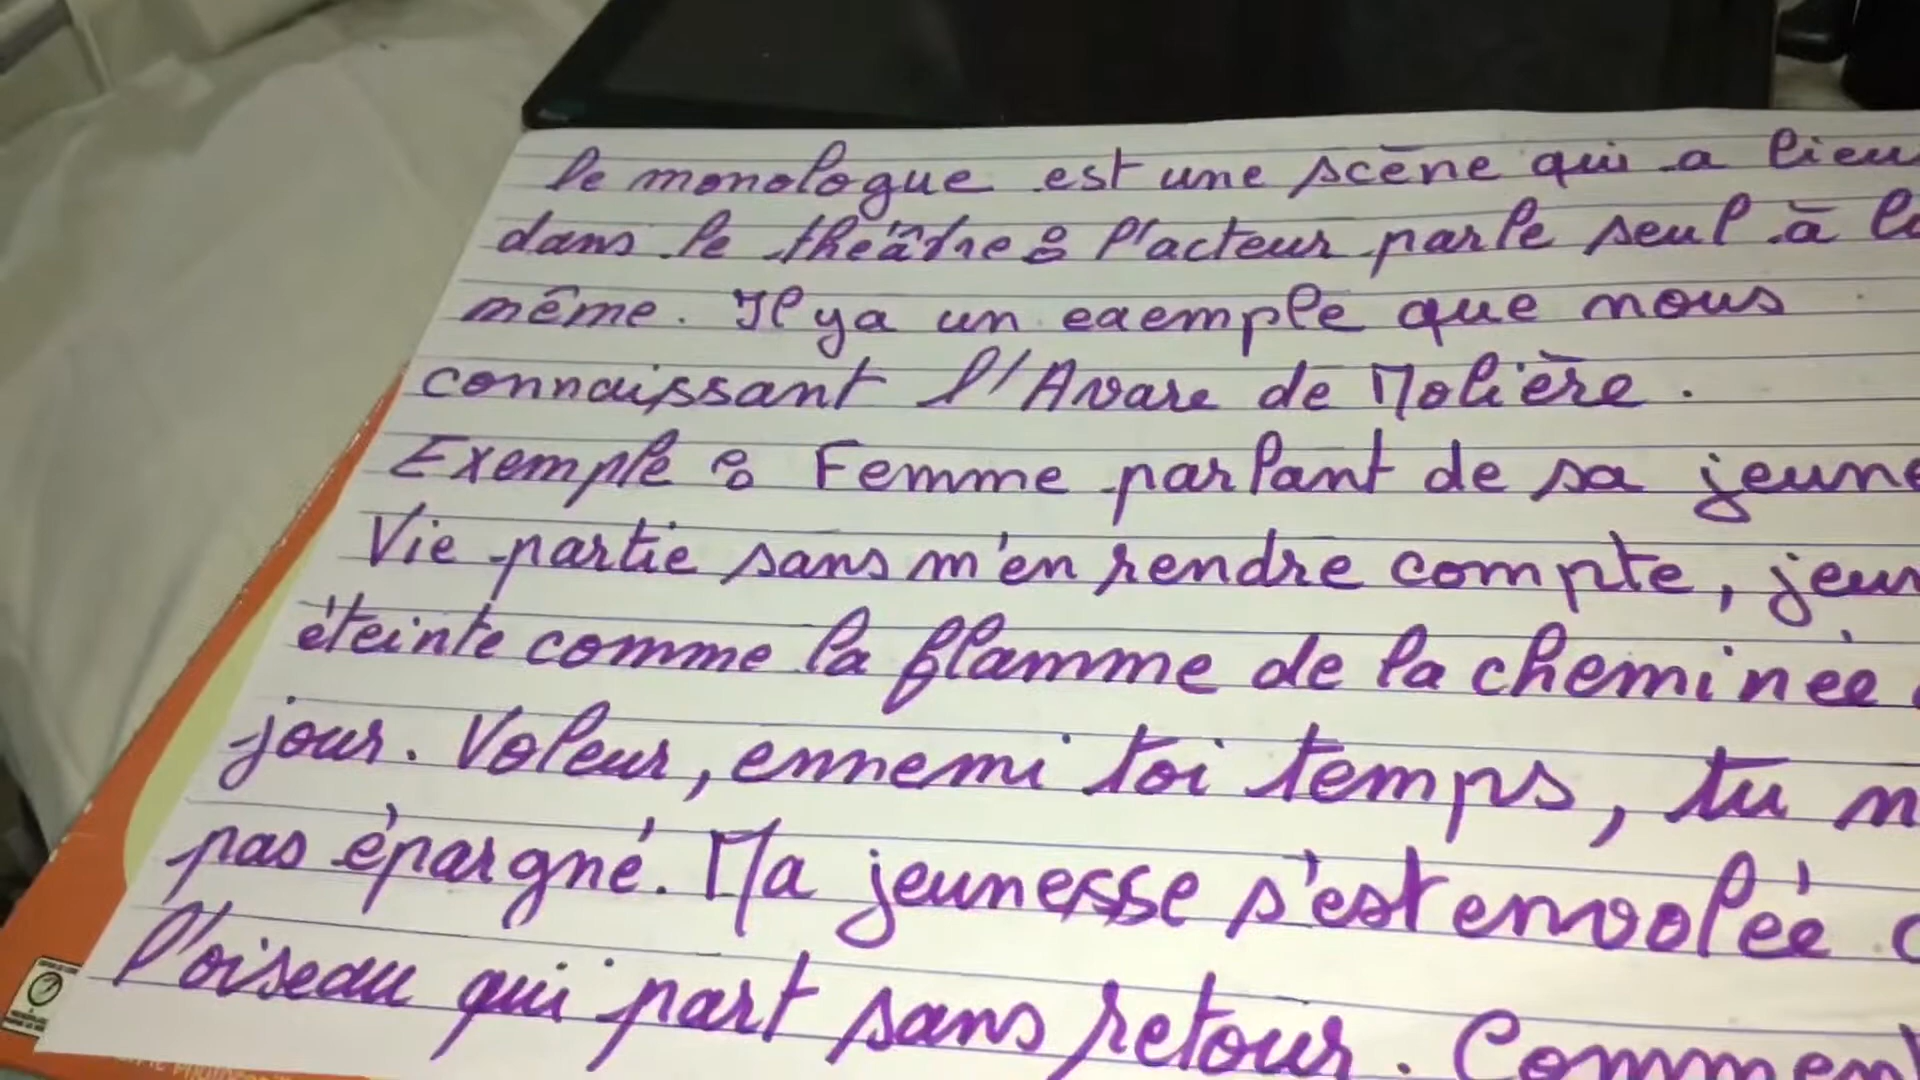 Le monologue est une scène qui a lieu
dans le théâtre : l'acteur parle seul à
même. Il y a un exemple que nous
connaissant l'Avare de Molière.
Exemple : Femme parlant de sa
Vie partie sans m'en rendre compte,
éteinte comme la flamme de la cheminée
jour. Voleur, ennemi toi temps, tu
pas épargné. Ma jeunesse s'est envolée
l'oiseau qui part sans retour.